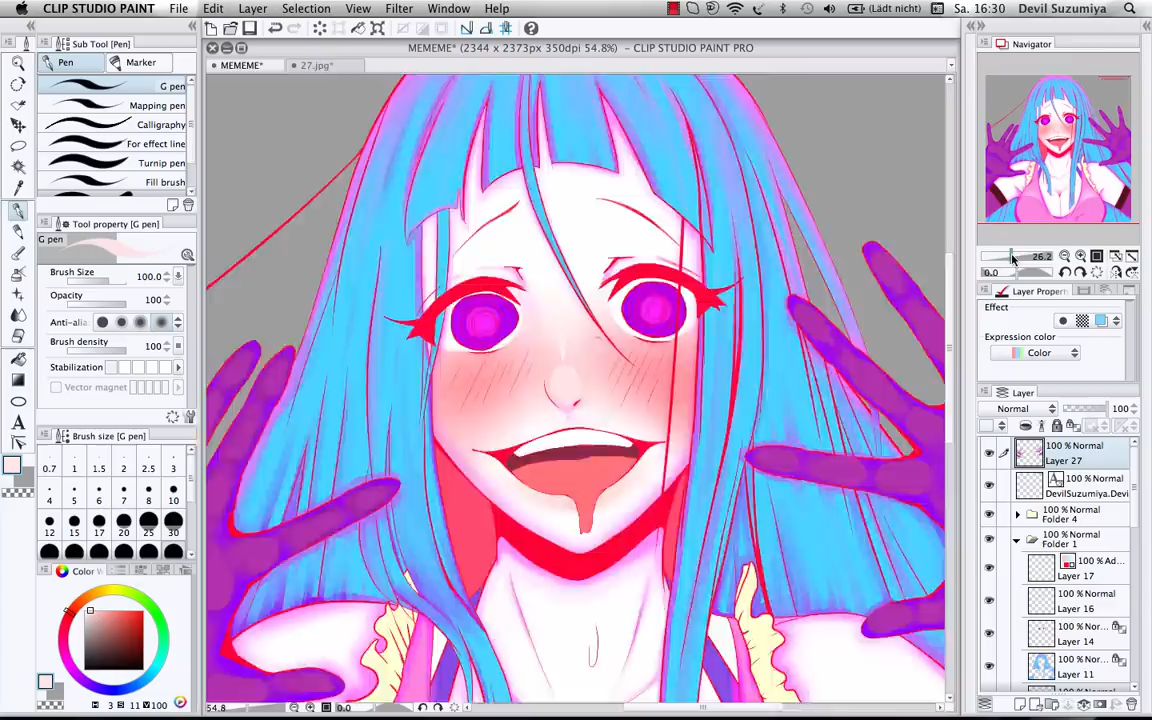 CLIP STUDIO PAINT File Edit Layer Selection View Filter Window Help (Lädt nicht) Sa. 16:30 Devil Suzumiya
MEMEME* (2344 x 2373px 350dpi 54.8%) – CLIP STUDIO PAINT PRO
Sub Tool [Pen]
Navigator
Pen Marker
MEMEME* 27.jpg*
G pen
Mapping pen
Calligraphy
For effect line
Turnip pen
Fill brush
Tool property [G pen]
G pen
Brush Size 100.0
Opacity 100
Anti-alia
Brush density 100
Stabilization
Vector magnet
Brush size [G pen]
0.7 1 1.5 2 2.5 3
4 5 6 7 8 10
12 15 17 20 25 30
Color W
H 3 S 11 V 100
54.8 0.0
26.2
0.0
Layer Propert
Effect
Expression color
Color
Layer
Normal 100
100 % Normal
Layer 27
100 % Normal
DevilSuzumiya.Devi
100 % Normal
Folder 4
100 % Normal
Folder 1
100 % Ad...
Layer 17
100 % Normal
Layer 16
100 % Nor...
Layer 14
100 % Nor...
Layer 11